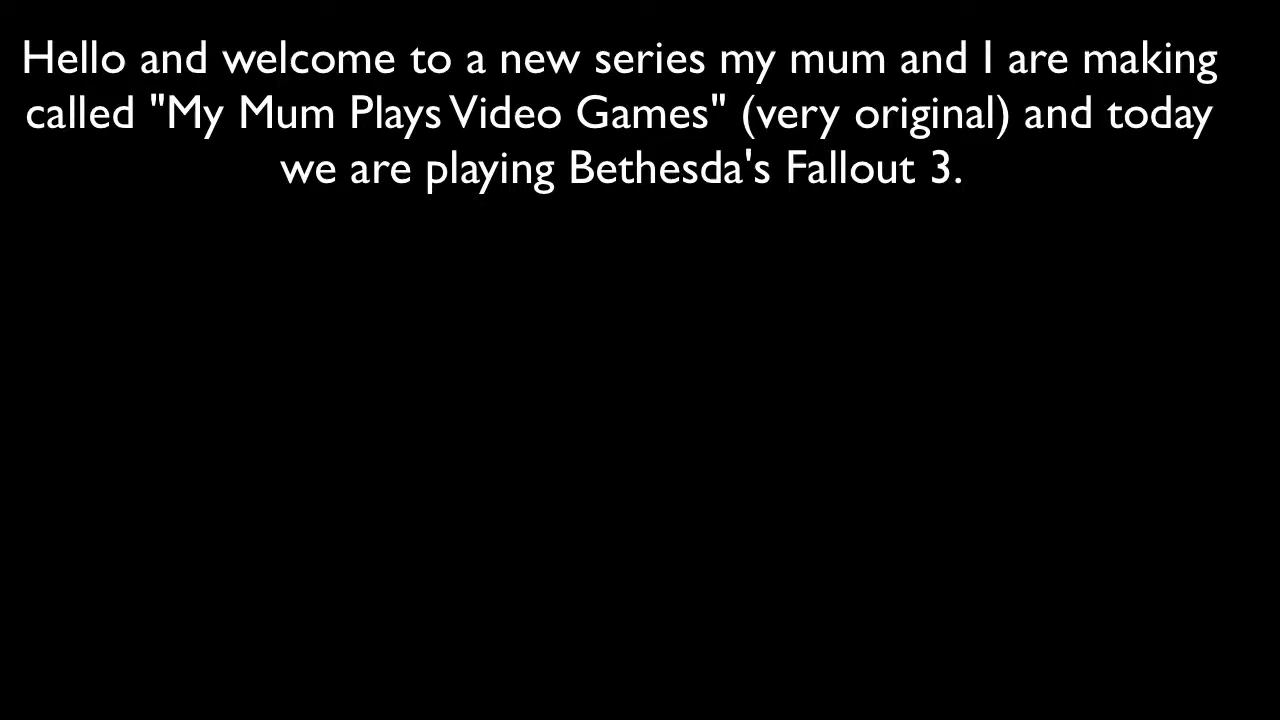 Hello and welcome to a new series my mum and I are making
called "My Mum Plays Video Games" (very original) and today
we are playing Bethesda's Fallout 3.